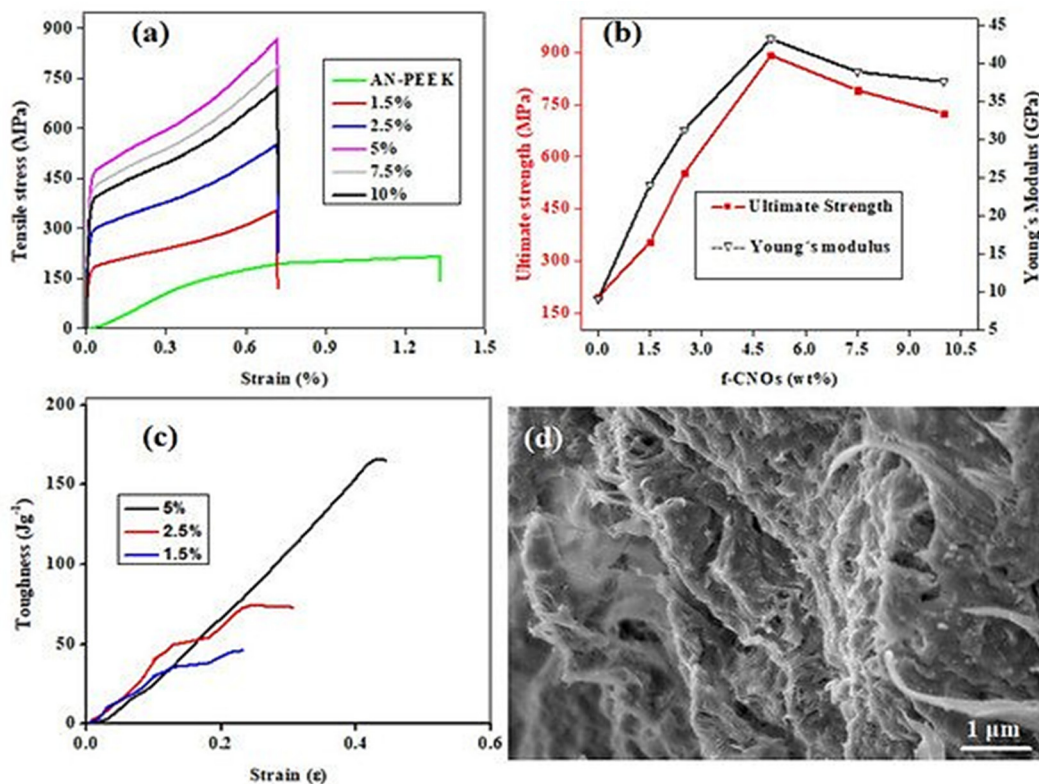 (a)
900
750
600
450
300
150
0
Tensile stress (MPa)
AN-PEEK
1.5%
2.5%
5%
7.5%
10%
0.0 0.3 0.6 0.9 1.2 1.5
Strain (%)
(b)
900
750
600
450
300
150
Ultimate strength (MPa)
Ultimate Strength
Young´s modulus
45
40
35
30
25
20
15
10
5
Young´s Modulus (GPa)
0.0 1.5 3.0 4.5 6.0 7.5 9.0 10.5
f-CNOs (wt%)
(c)
200
150
100
50
0
Toughness (Jg⁻¹)
5%
2.5%
1.5%
0.0 0.2 0.4 0.6
Strain (ε)
(d)
1 µm